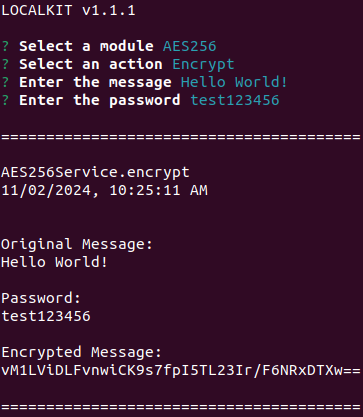 LOCALKIT v1.1.1
? Select a module AES256
? Select an action Encrypt
? Enter the message Hello World!
? Enter the password test123456
========================================
AES256Service.encrypt
11/02/2024, 10:25:11 AM
Original Message:
Hello World!
Password:
test123456
Encrypted Message:
vM1LViDLFvnwiCK9s7fpI5TL23Ir/F6NRxDTXw==
========================================